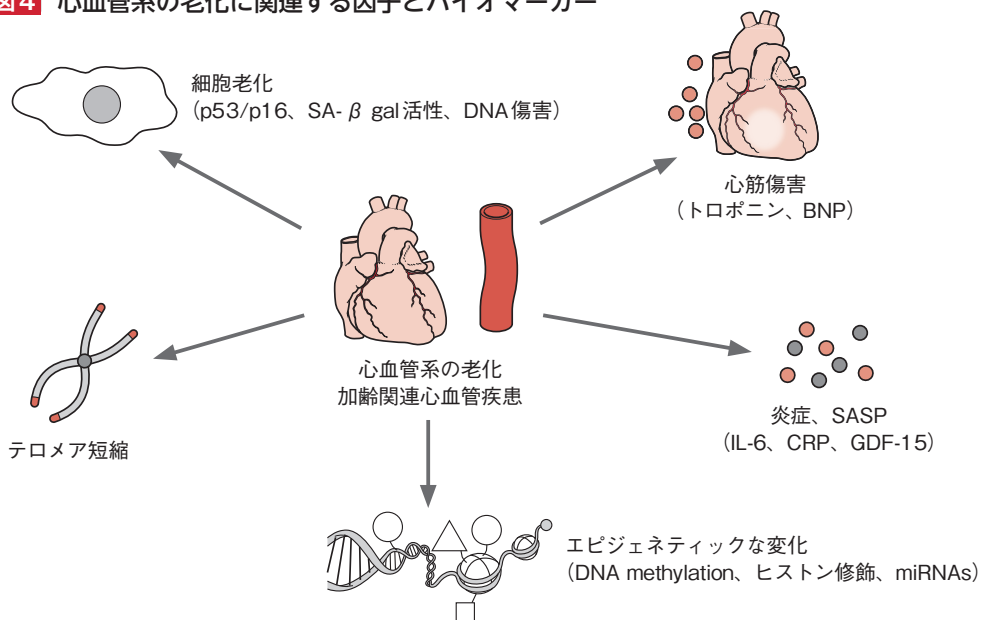 図4 心血管系の老化に関連する因子とバイオマーカー
細胞老化
（p53/p16、SA-β gal活性、DNA傷害）
心筋傷害
（トロポニン、BNP）
心血管系の老化
加齢関連心血管疾患
テロメア短縮
炎症、SASP
（IL-6、CRP、GDF-15）
エピジェネティックな変化
（DNA methylation、ヒストン修飾、miRNAs）